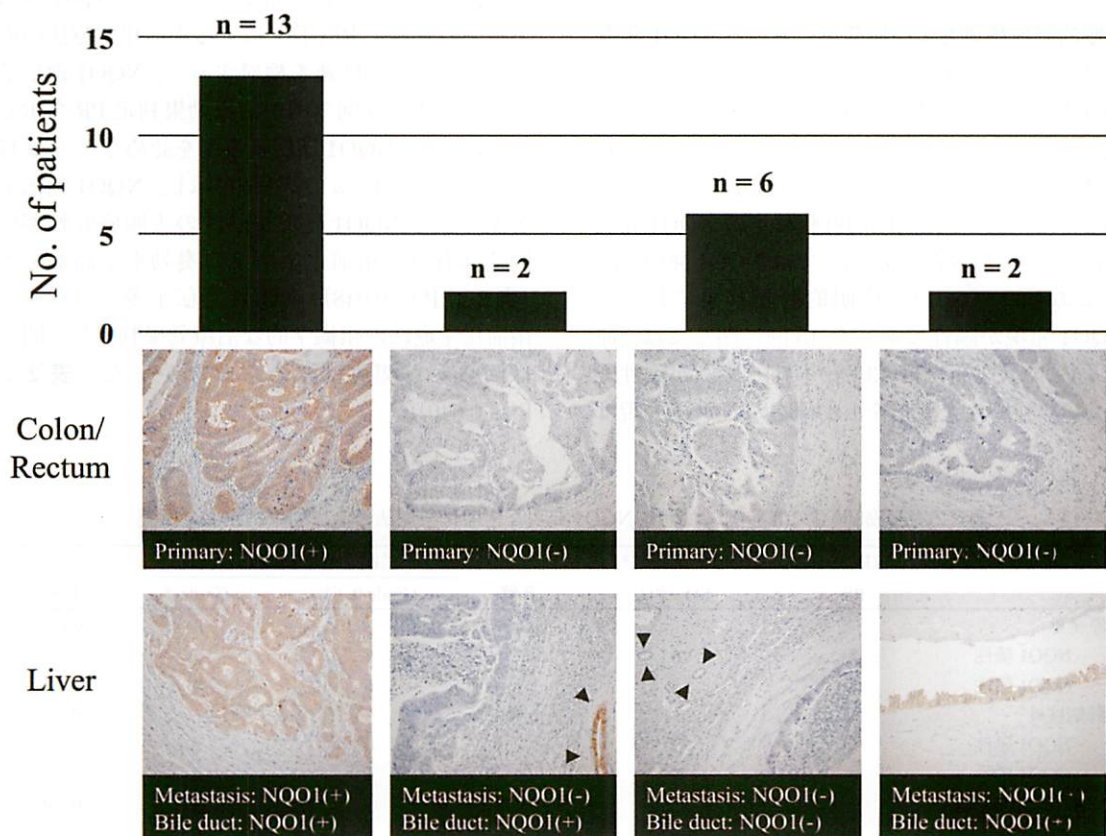 n = 13
15
No. of patients
10
n = 6
5
n = 2
n = 2
0
Colon/
Rectum
Primary: NQO1(+)
Primary: NQO1(-)
Primary: NQO1(-)
Primary: NQO1(-)
Liver
Metastasis: NQO1(+)
Bile duct: NQO1(+)
Metastasis: NQO1(-)
Bile duct: NQO1(+)
Metastasis: NQO1(-)
Bile duct: NQO1(-)
Metastasis:
Bile duct: NQO1(+)